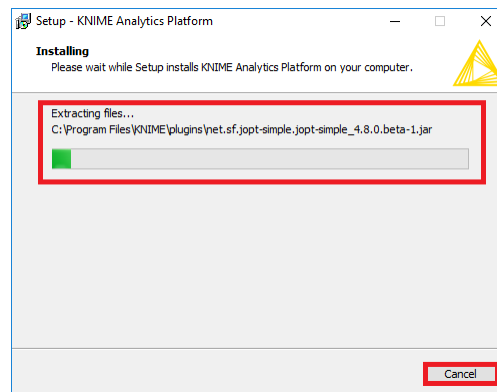 Setup - KNIME Analytics Platform
Installing
Please wait while Setup installs KNIME Analytics Platform on your computer.
Extracting files...
C:\Program Files\KNIME\plugins\net.sf.jopt-simple.jopt-simple_4.8.0.beta-1.jar
Cancel